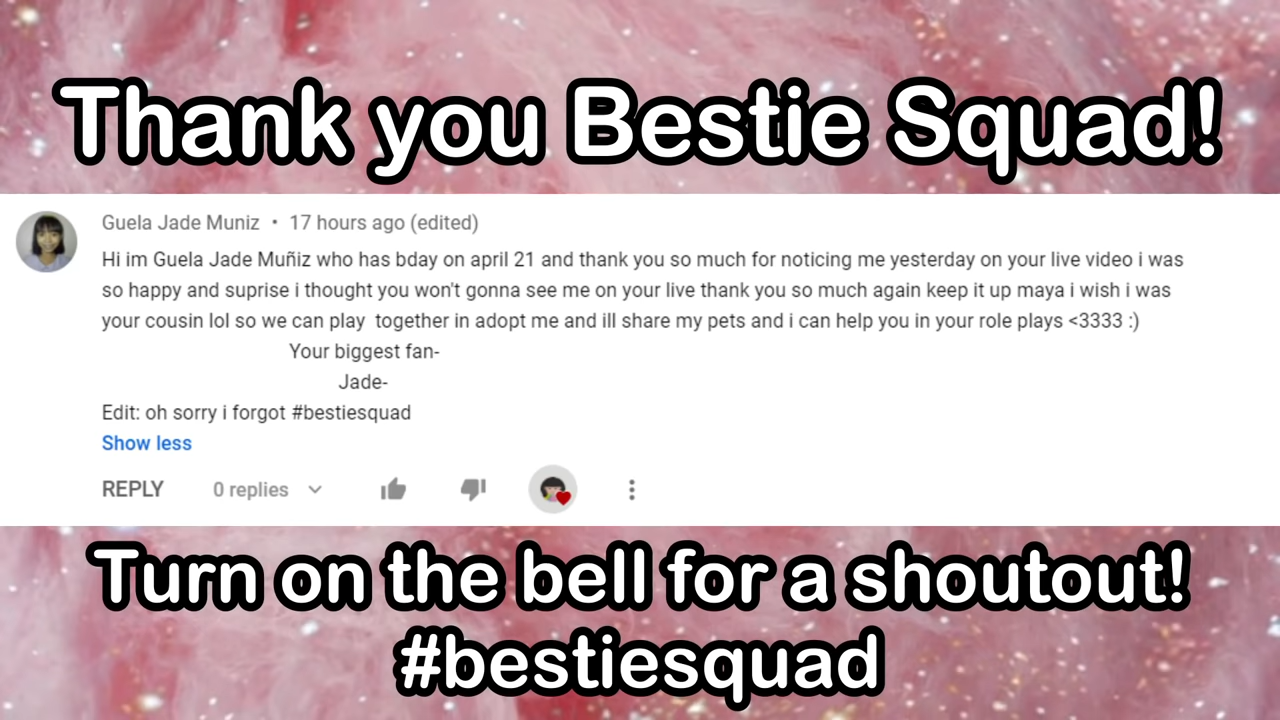 Thank you Bestie Squad!
Guela Jade Muniz • 17 hours ago (edited)
Hi im Guela Jade Muñiz who has bday on april 21 and thank you so much for noticing me yesterday on your live video i was
so happy and suprise i thought you won't gonna see me on your live thank you so much again keep it up maya i wish i was
your cousin lol so we can play together in adopt me and ill share my pets and i can help you in your role plays <3333 :)
Your biggest fan-
Jade-
Edit: oh sorry i forgot #bestiesquad
Show less
REPLY 0 replies
Turn on the bell for a shoutout!
#bestiesquad